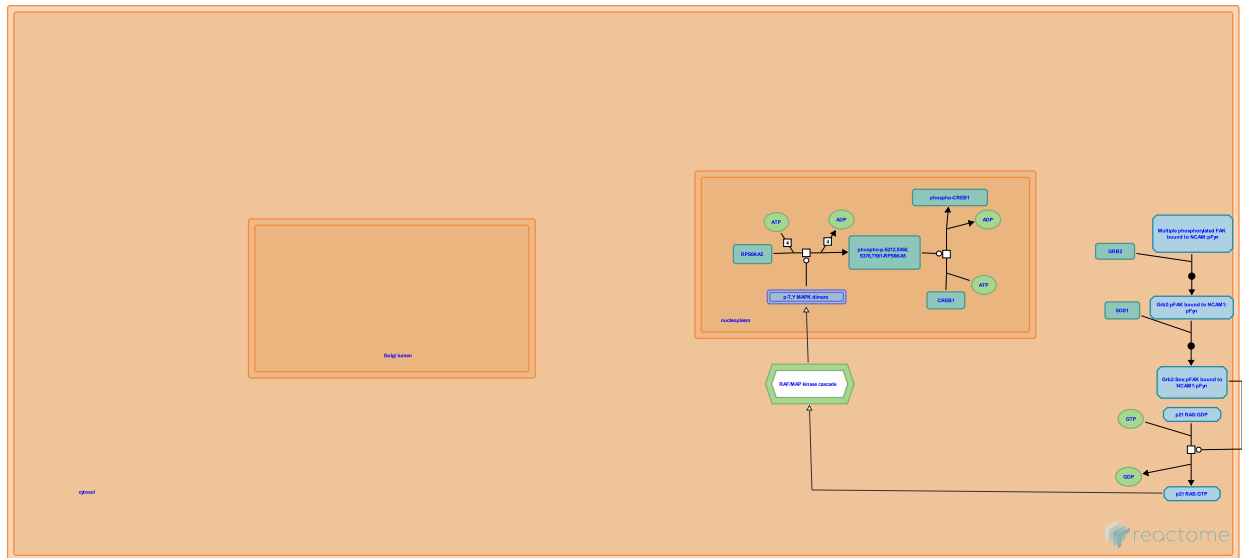 phospho-CREB1
ATP
ADP
ADP
Multiple phosphorylated FAK
bound to NCAM:pFyn
RPS6KA5
phospho-p-S212,S360,
S376,T581-RPS6KA5
GRB2
ATP
p-T,Y MAPK dimers
CREB1
Grb2:pFAK bound to NCAM1:
pFyn
SOS1
nucleoplasm
Golgi lumen
RAF/MAP kinase cascade
Grb2:Sos:pFAK bound to
NCAM1:pFyn
4
4
p21 RAS:GDP
GTP
GDP
cytosol
p21 RAS:GTP
reactome